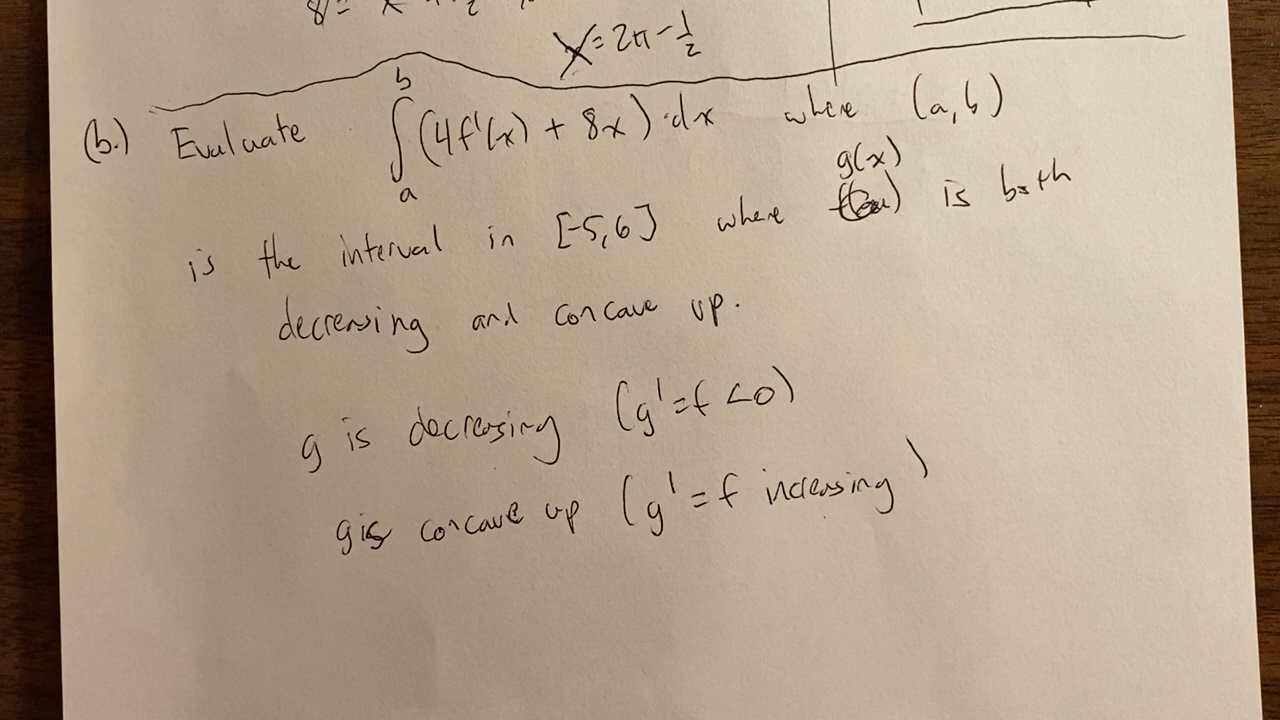 x = 2π - 1/2
(b.) Evaluate ∫_a^b (4f'(x) + 8x)·dx where (a,b)
g(x)
is the interval in [-5,6] where is both
decreasing and concave up.
g is decreasing (g'=f <0)
g is concave up (g'=f increasing)